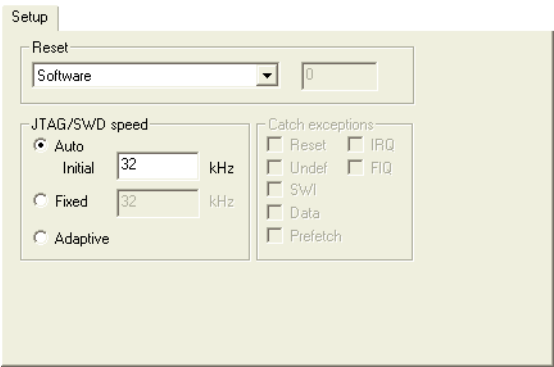 Setup
Reset
Software 0
JTAG/SWD speed
Auto
Initial 32 kHz
Fixed 32 kHz
Adaptive
Catch exceptions
Reset IRQ
Undef FIQ
SWI
Data
Prefetch